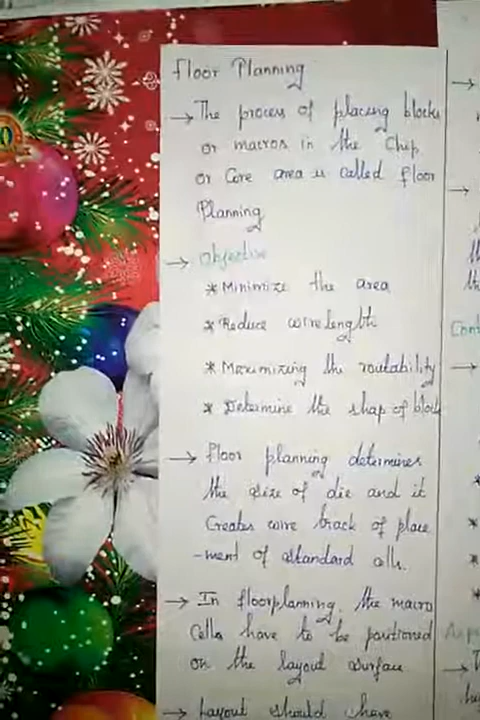 Floor Planning
→ The process of placing blocks
or macros in the Chip
or Core area is called floor
Planning
→ Objective
* Minimize the area
* Reduce wirelength
* Maximizing the routability
* Determine the shap of block
→ Floor planning determines
the size of die and it
Creates wire track of place
-ment of standard cells.
→ In floorplanning, the macro
Cells have to be positioned
on the layout surface
→ Layout should have
Cont